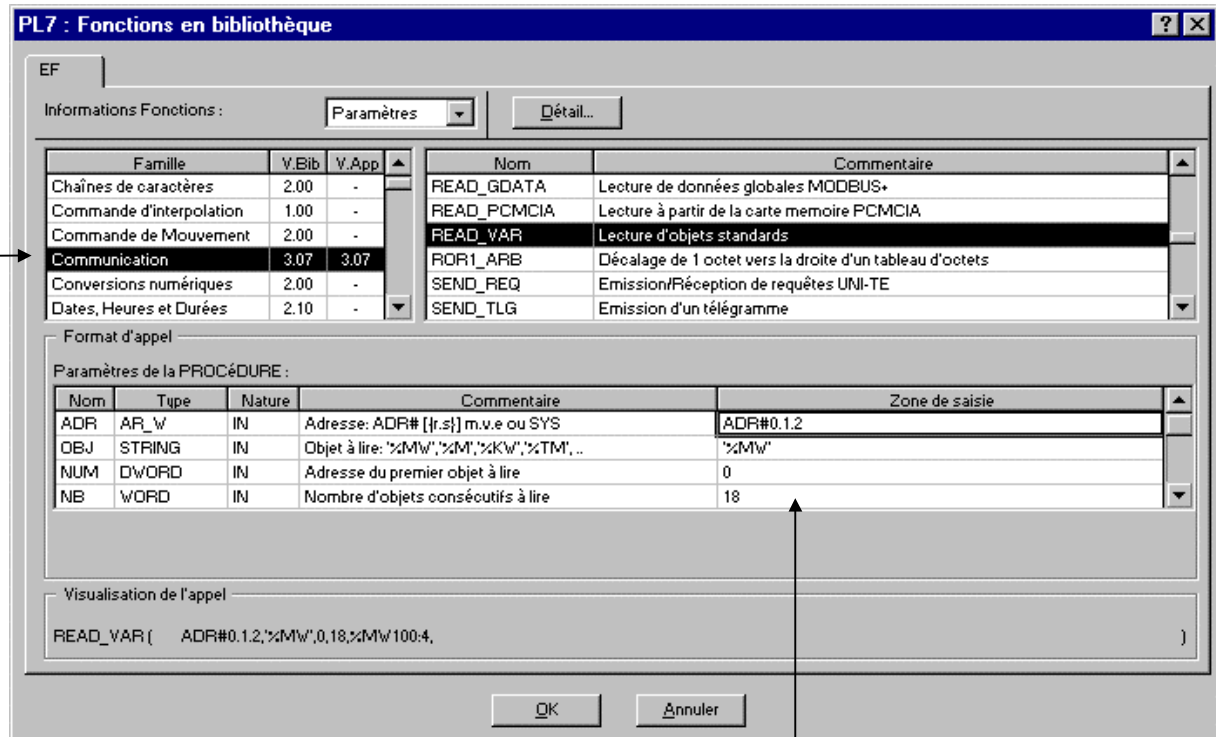 PL7 : Fonctions en bibliothèque
EF
Informations Fonctions : Paramètres Détail...
Famille V.Bib V.App
Chaînes de caractères 2.00 -
Commande d'interpolation 1.00 -
Commande de Mouvement 2.00 -
Communication 3.07 3.07
Conversions numériques 2.00 -
Dates, Heures et Durées 2.10 -
Nom Commentaire
READ_GDATA Lecture de données globales MODBUS+
READ_PCMCIA Lecture à partir de la carte memoire PCMCIA
READ_VAR Lecture d'objets standards
ROR1_ARB Décalage de 1 octet vers la droite d'un tableau d'octets
SEND_REQ Emission/Réception de requêtes UNI-TE
SEND_TLG Emission d'un télégramme
Format d'appel
Paramètres de la PROCéDURE :
Nom Type Nature Commentaire Zone de saisie
ADR AR_W IN Adresse: ADR# [{r.s}] m.v.e ou SYS ADR#0.1.2
OBJ STRING IN Objet à lire: '%MW','%M','%KW','%TM',.. '%MW'
NUM DWORD IN Adresse du premier objet à lire 0
NB WORD IN Nombre d'objets consécutifs à lire 18
Visualisation de l'appel
READ_VAR ( ADR#0.1.2,'%MW',0,18,%MW100:4, )
OK Annuler